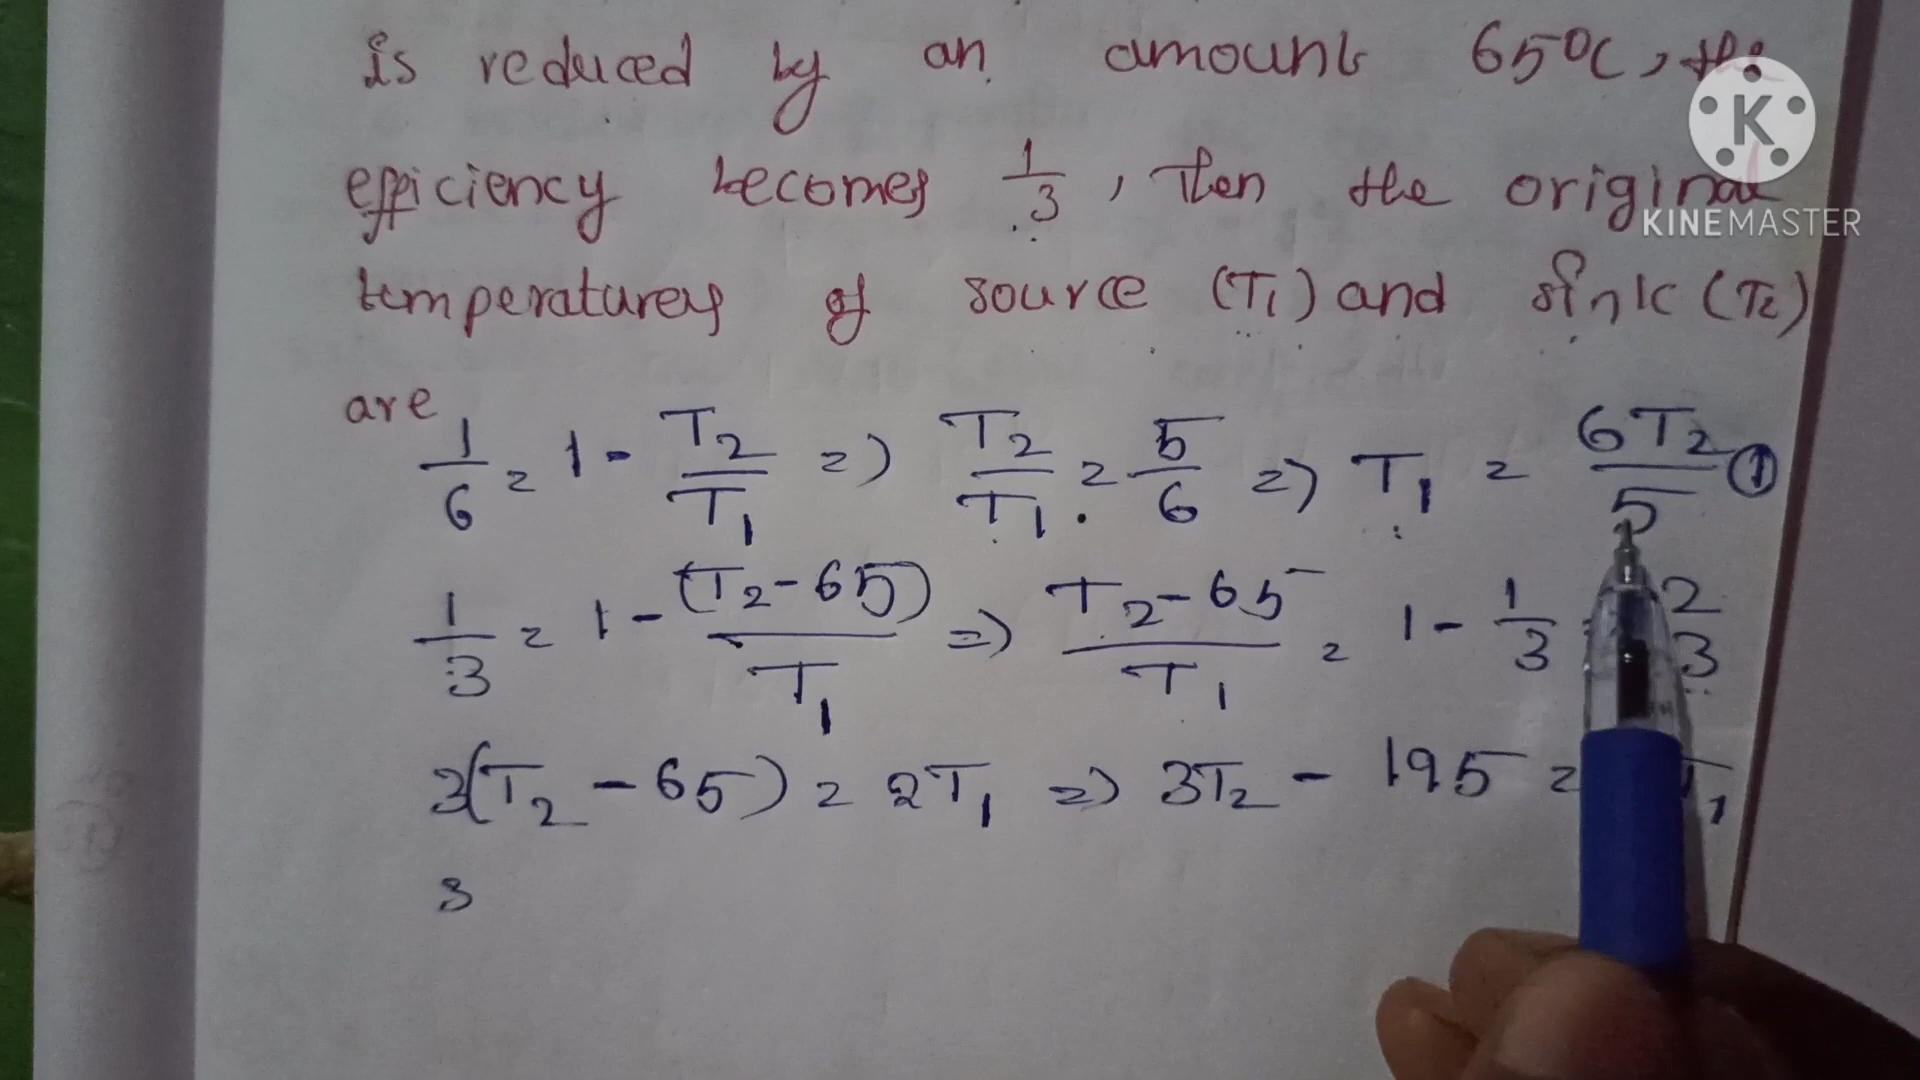 is reduced by an amount 65°C, the
efficiency becomes 1/3, Then the original
KINEMASTER
temperatures of source (T1) and sink (T2)
are
1/6 = 1 - T2/T1 => T2/T1 = 5/6 => T1 = 6T2/5 ①
1/3 = 1 - (T2 - 65)/T1 => T2 - 65/T1 = 1 - 1/3 = 2/3
3(T2 - 65) = 2T1 => 3T2 - 195 = T1
3